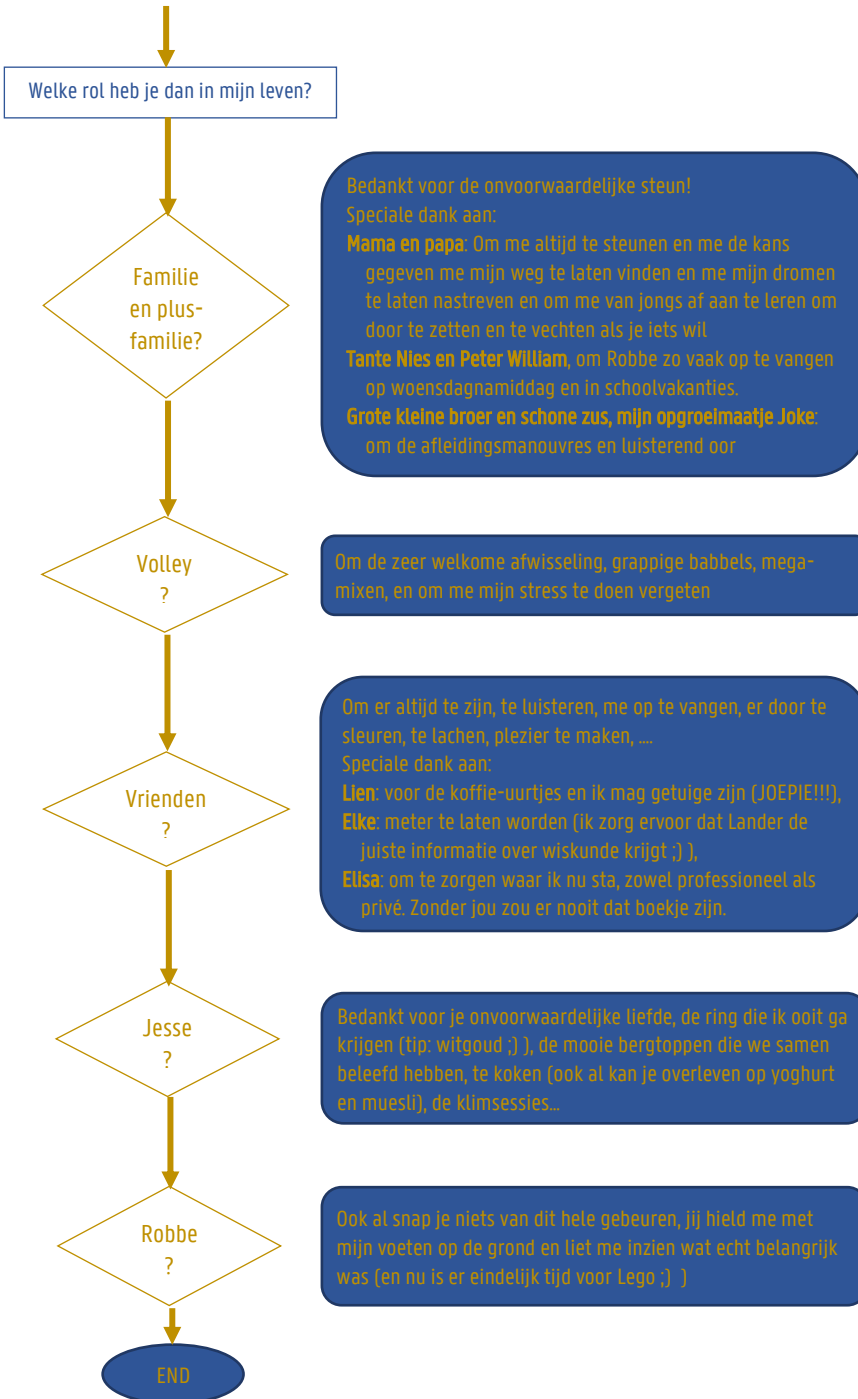 Welke rol heb je dan in mijn leven?
Familie
en plus-
familie?
Bedankt voor de onvoorwaardelijke steun!
Speciale dank aan:
Mama en papa: Om me altijd te steunen en me de kans
gegeven me mijn weg te laten vinden en me mijn dromen
te laten nastreven en om me van jongs af aan te leren om
door te zetten en te vechten als je iets wil
Tante Nies en Peter William, om Robbe zo vaak op te vangen
op woensdagnamiddag en in schoolvakanties.
Grote kleine broer en schone zus, mijn opgroeimaatje Joke:
om de afleidingsmanouvres en luisterend oor
Volley
?
Om de zeer welkome afwisseling, grappige babbels, mega-
mixen, en om me mijn stress te doen vergeten
Vrienden
?
Om er altijd te zijn, te luisteren, me op te vangen, er door te
sleuren, te lachen, plezier te maken, ....
Speciale dank aan:
Lien: voor de koffie-uurtjes en ik mag getuige zijn (JOEPIE!!!),
Elke: meter te laten worden (ik zorg ervoor dat Lander de
juiste informatie over wiskunde krijgt ;) ),
Elisa: om te zorgen waar ik nu sta, zowel professioneel als
privé. Zonder jou zou er nooit dat boekje zijn.
Jesse
?
Bedankt voor je onvoorwaardelijke liefde, de ring die ik ooit ga
krijgen (tip: witgoud ;) ), de mooie bergtoppen die we samen
beleefd hebben, te koken (ook al kan je overleven op yoghurt
en muesli), de klimsessies...
Robbe
?
Ook al snap je niets van dit hele gebeuren, jij hield me met
mijn voeten op de grond en liet me inzien wat echt belangrijk
was (en nu is er eindelijk tijd voor Lego ;) )
END